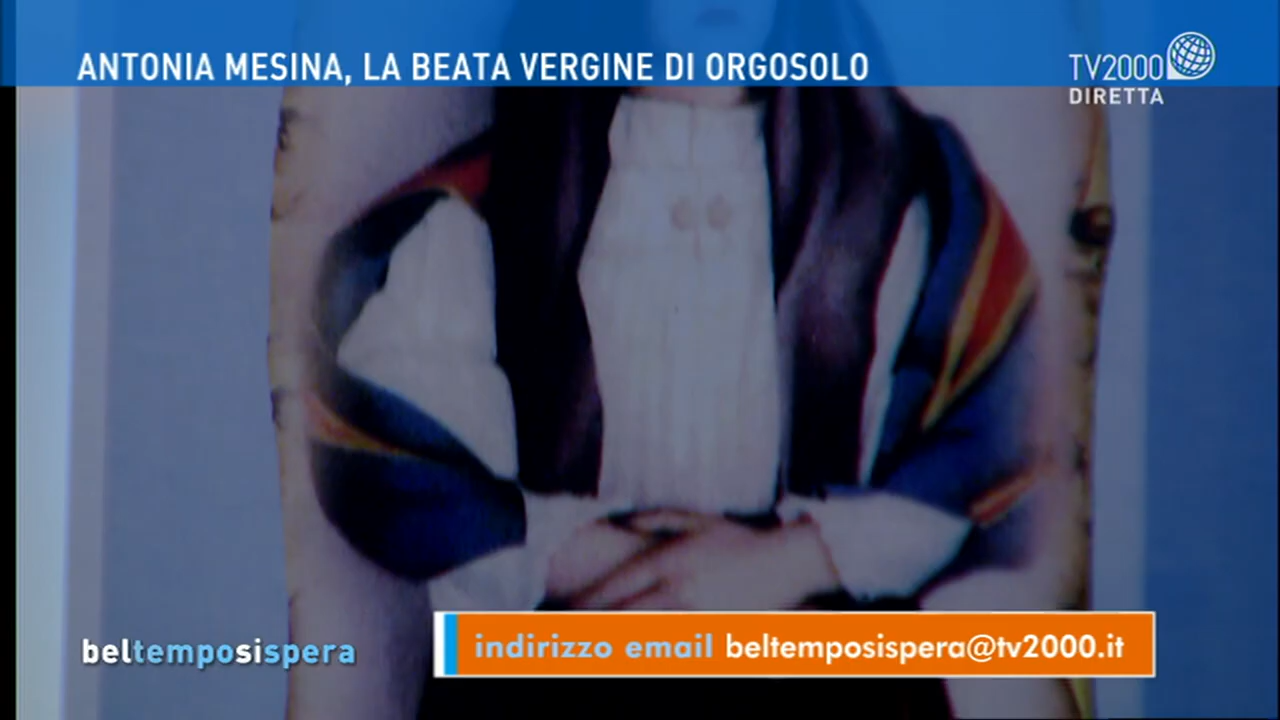 ANTONIA MESINA, LA BEATA VERGINE DI ORGOSOLO
TV2000
DIRETTA
beltemposispera
indirizzo email beltemposispera@tv2000.it